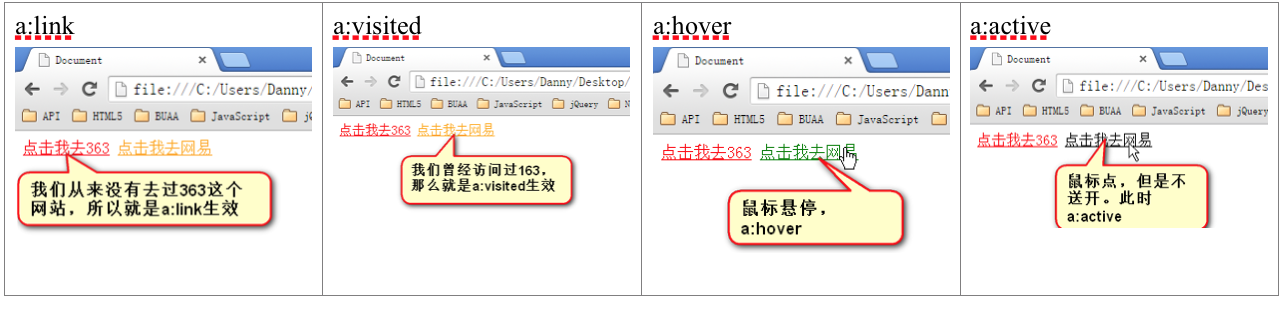 a:link
Document
file:///C:/Users/Danny/
API HTML5 BUAA JavaScript
点击我去363 点击我去网易
我们从来没有去过363这个
网站，所以就是a:link生效
a:visited
Document
file:///C:/Users/Danny/Desktop/
API HTML5 BUAA JavaScript jQuery N
点击我去363 点击我去网易
我们曾经访问过163，
那么就是a:visited生效
a:hover
Document
file:///C:/Users/Danny
API HTML5 BUAA JavaScript
点击我去363 点击我去网易
鼠标悬停，
a:hover
a:active
Document
file:///C:/Users/Danny/Des
API HTML5 BUAA JavaScript
点击我去363 点击我去网易
鼠标点，但是不
送开。此时
a:active